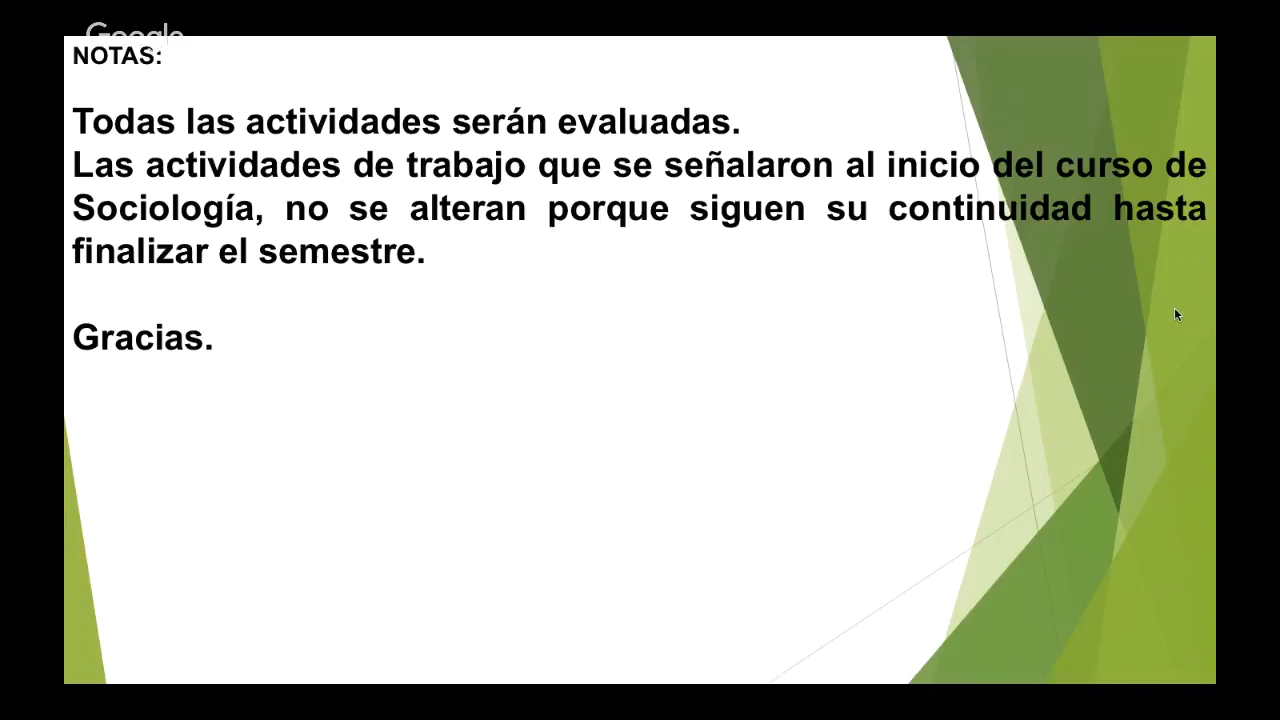 Google
NOTAS:
Todas las actividades serán evaluadas.
Las actividades de trabajo que se señalaron al inicio del curso de
Sociología, no se alteran porque siguen su continuidad hasta
finalizar el semestre.
Gracias.